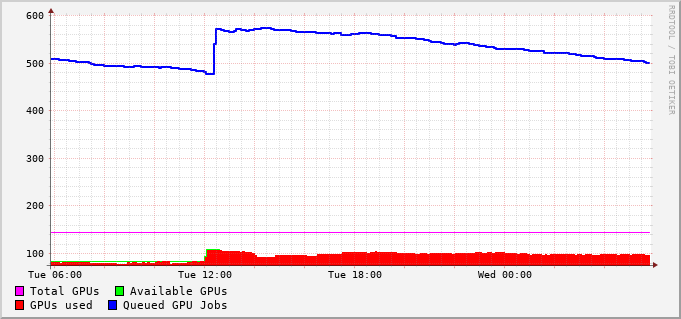 600
500
400
300
200
100
Tue 06:00 Tue 12:00 Tue 18:00 Wed 00:00
Total GPUs Available GPUs
GPUs used Queued GPU Jobs
RRDTOOL / TOBI OETIKER